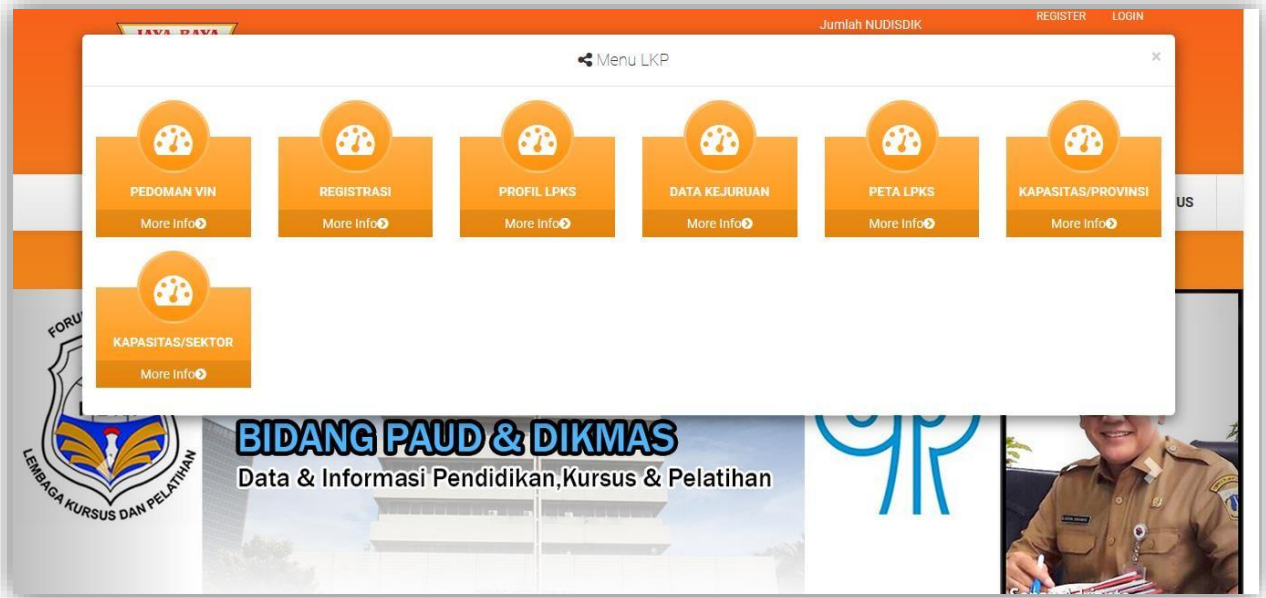 JAYA RAYA
Jumlah NUDISDIK
REGISTER LOGIN
Menu LKP
×
PEDOMAN VIN
More Info
REGISTRASI
More Info
PROFIL LPKS
More Info
DATA KEJURUAN
More Info
PETA LPKS
More Info
KAPASITAS/PROVINSI
More Info
US
KAPASITAS/SEKTOR
More Info
LEMBAGA KURSUS DAN PELATIHAN
BIDANG PAUD & DIKMAS
Data & Informasi Pendidikan,Kursus & Pelatihan